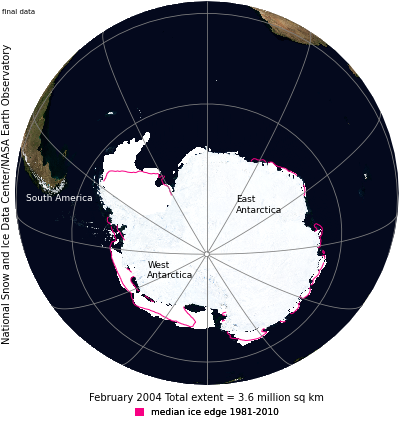 final data
National Snow and Ice Data Center/NASA Earth Observatory
South America
East
Antarctica
West
Antarctica
February 2004 Total extent = 3.6 million sq km
median ice edge 1981-2010